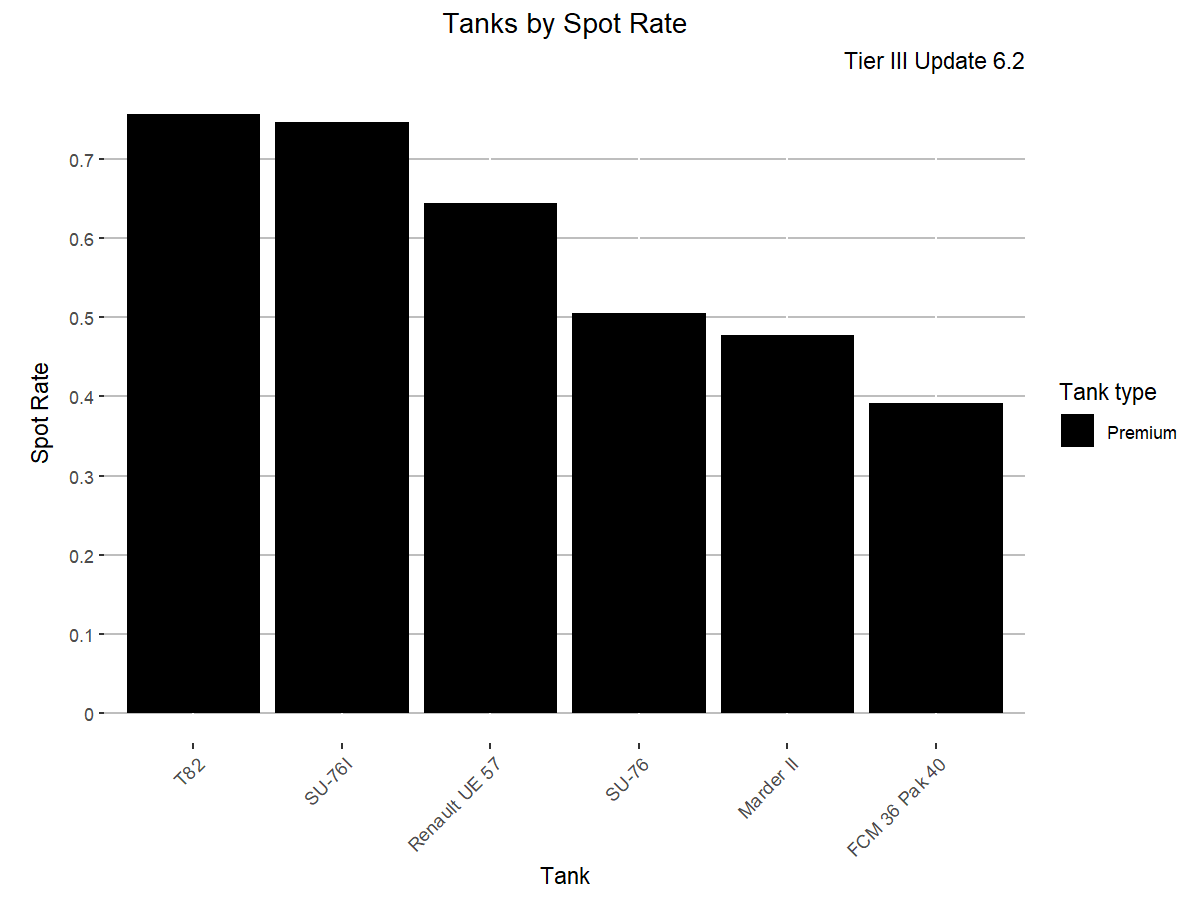 Tanks by Spot Rate
Tier III Update 6.2
Spot Rate
0.7
0.6
0.5
0.4
0.3
0.2
0.1
0
T82
SU-76I
Renault UE 57
SU-76
Marder II
FCM 36 Pak 40
Tank
Tank type
Premium